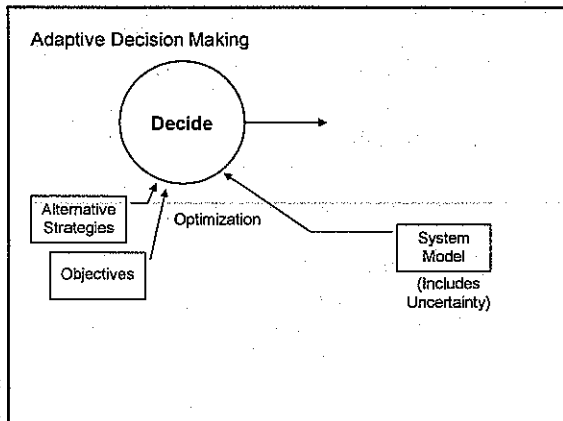 Adaptive Decision Making
Decide
Alternative
Strategies
Optimization
Objectives
System
Model
(Includes
Uncertainty)